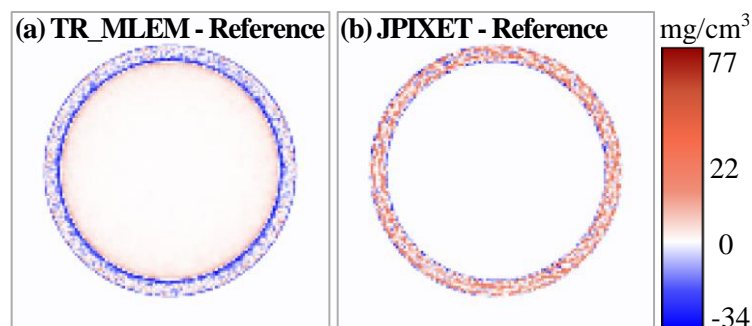 (a) TR_MLEM - Reference
(b) JPIXET - Reference
mg/cm³
77
22
0
-34